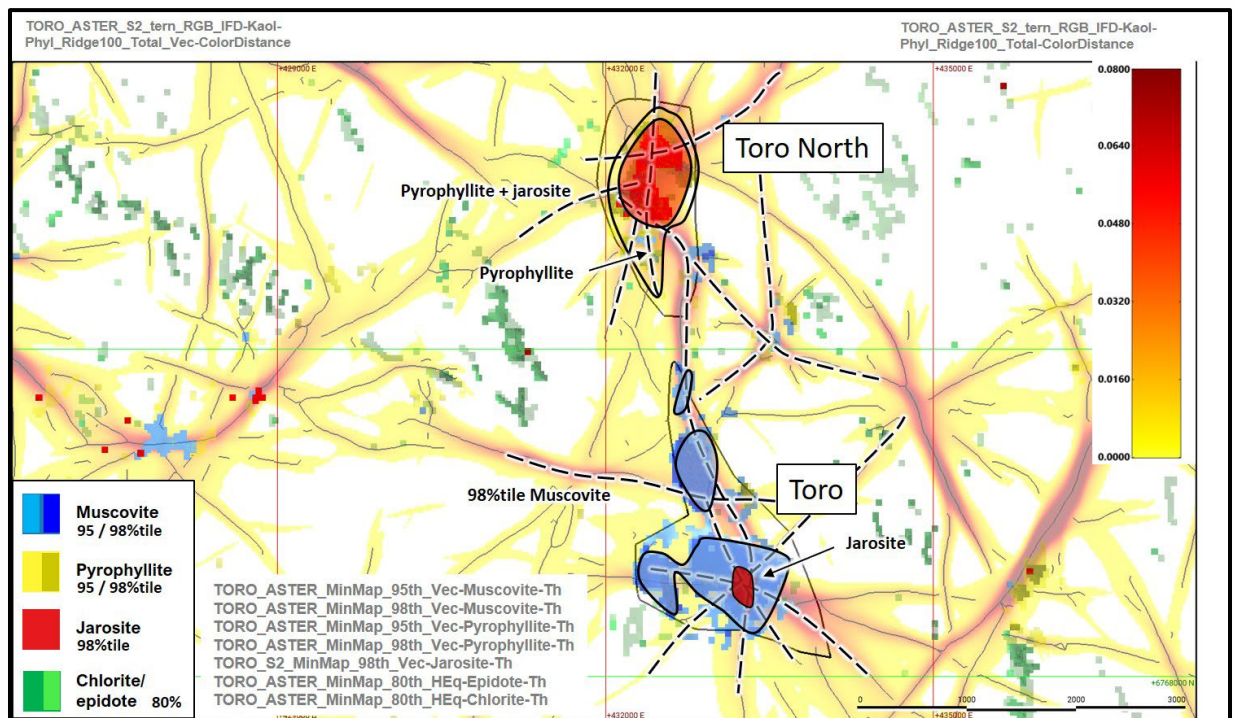 TORO_ASTER_S2_tern_RGB_IFD-Kaol-
Phyl_Ridge100_Total_Vec-ColorDistance
TORO_ASTER_S2_tern_RGB_IFD-Kaol-
Phyl_Ridge100_Total-ColorDistance
+429000 E
+432000 E
+435000 E
0.0800
0.0640
0.0480
0.0320
0.0160
0.0000
Toro North
Pyrophyllite + jarosite
Pyrophyllite
98%tile Muscovite
Toro
Jarosite
Muscovite
95 / 98%tile
Pyrophyllite
95 / 98%tile
Jarosite
98%tile
Chlorite/
epidote 80%
TORO_ASTER_MinMap_95th_Vec-Muscovite-Th
TORO_ASTER_MinMap_98th_Vec-Muscovite-Th
TORO_ASTER_MinMap_95th_Vec-Pyrophyllite-Th
TORO_ASTER_MinMap_98th_Vec-Pyrophyllite-Th
TORO_S2_MinMap_98th_Vec-Jarosite-Th
TORO_ASTER_MinMap_80th_HEq-Epidote-Th
TORO_ASTER_MinMap_80th_HEq-Chlorite-Th
+6768000 N
0 1000 2000 3000
+432000 E
+435000 E